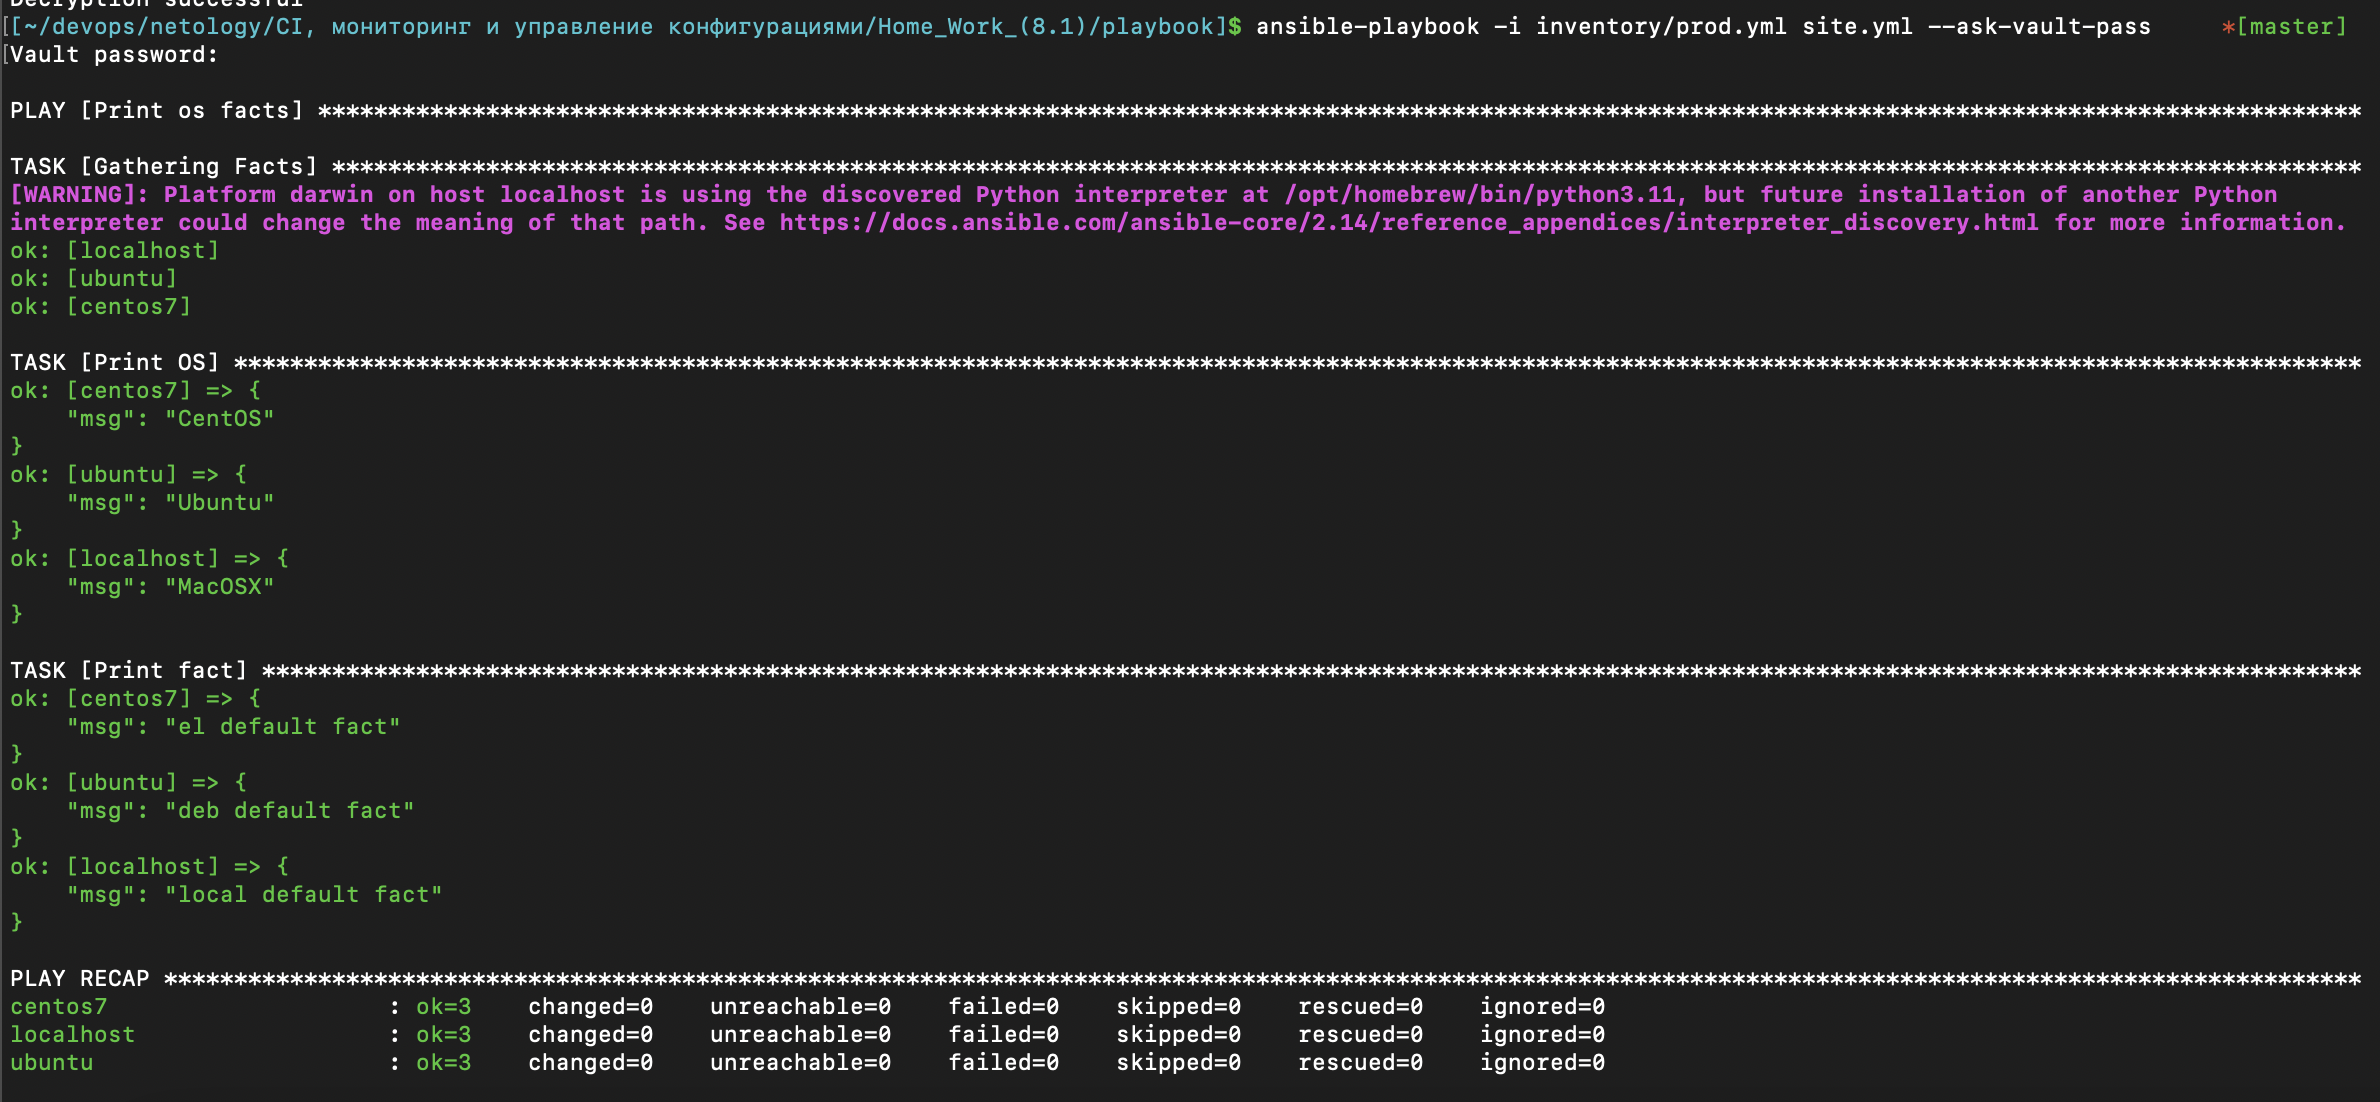 Decryption successful
[[~/devops/netology/CI, мониторинг и управление конфигурациями/Home_Work_(8.1)/playbook]$ ansible-playbook -i inventory/prod.yml site.yml --ask-vault-pass     *[master]
[Vault password:
PLAY [Print os facts] **************************************************************************************************************************************************
TASK [Gathering Facts] *************************************************************************************************************************************************
[WARNING]: Platform darwin on host localhost is using the discovered Python interpreter at /opt/homebrew/bin/python3.11, but future installation of another Python
interpreter could change the meaning of that path. See https://docs.ansible.com/ansible-core/2.14/reference_appendices/interpreter_discovery.html for more information.
ok: [localhost]
ok: [ubuntu]
ok: [centos7]
TASK [Print OS] ********************************************************************************************************************************************************
ok: [centos7] => {
    "msg": "CentOS"
}
ok: [ubuntu] => {
    "msg": "Ubuntu"
}
ok: [localhost] => {
    "msg": "MacOSX"
}
TASK [Print fact] ******************************************************************************************************************************************************
ok: [centos7] => {
    "msg": "el default fact"
}
ok: [ubuntu] => {
    "msg": "deb default fact"
}
ok: [localhost] => {
    "msg": "local default fact"
}
PLAY RECAP *************************************************************************************************************************************************************
centos7                    : ok=3    changed=0    unreachable=0    failed=0    skipped=0    rescued=0    ignored=0
localhost                  : ok=3    changed=0    unreachable=0    failed=0    skipped=0    rescued=0    ignored=0
ubuntu                     : ok=3    changed=0    unreachable=0    failed=0    skipped=0    rescued=0    ignored=0